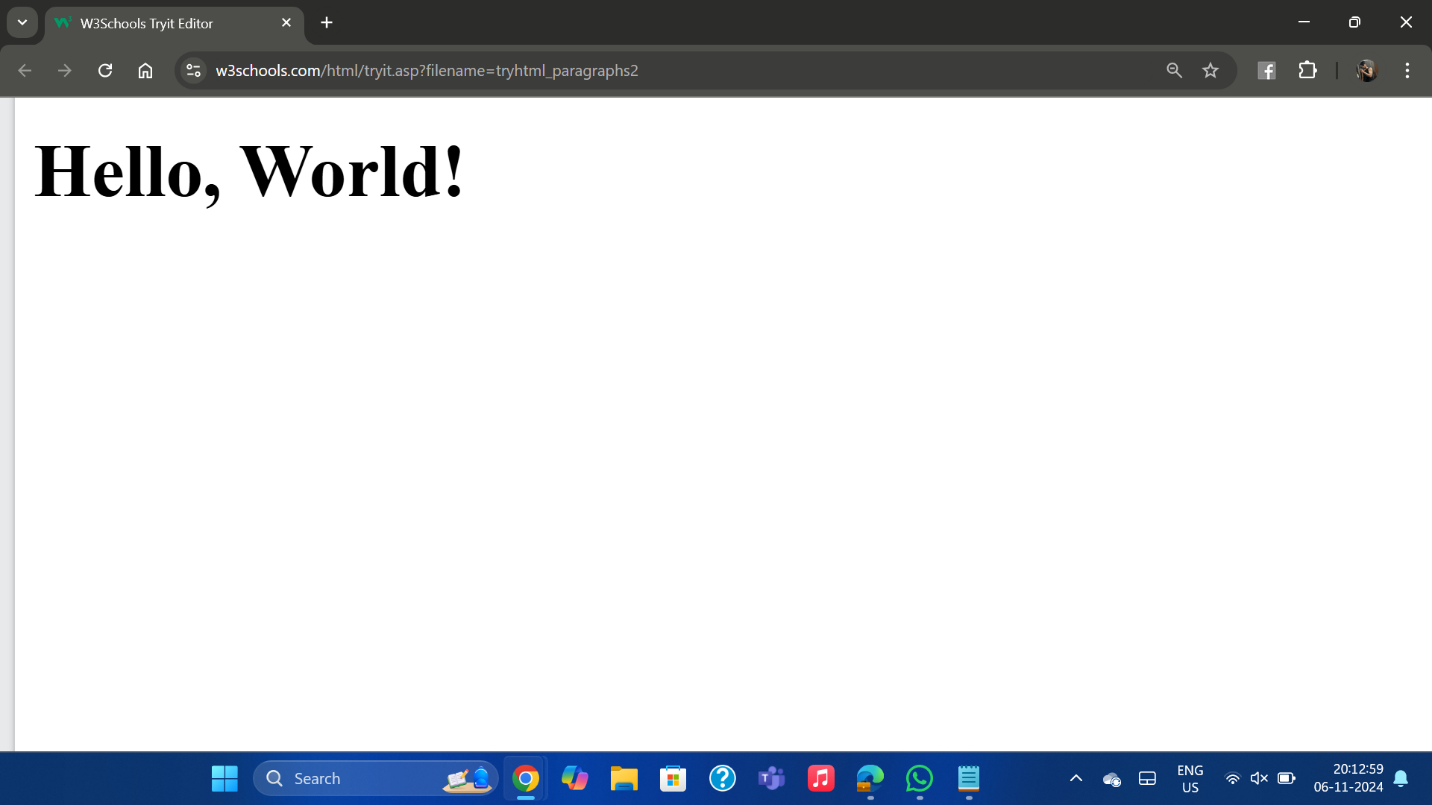 W3Schools Tryit Editor
w3schools.com/html/tryit.asp?filename=tryhtml_paragraphs2
Hello, World!
Search
ENG
US
20:12:59
06-11-2024